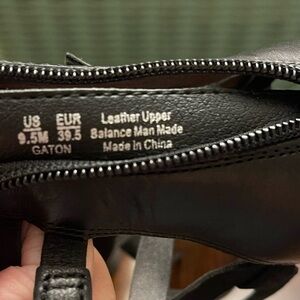 US EUR Leather Upper
9.5M 39.5 Balance Man Made
GATON Made in China